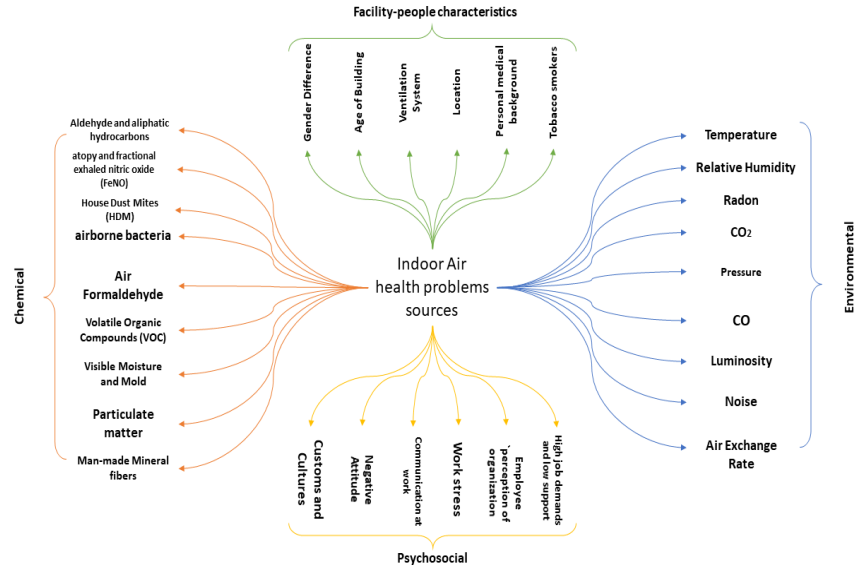 Facility-people characteristics
Gender Difference
Age of Building
Ventilation
System
Location
Personal medical
background
Tobacco smokers
Chemical
Aldehyde and aliphatic
hydrocarbons
atopy and fractional
exhaled nitric oxide
(FeNO)
House Dust Mites
(HDM)
airborne bacteria
Air
Formaldehyde
Volatile Organic
Compounds (VOC)
Visible Moisture
and Mold
Particulate
matter
Man-made Mineral
fibers
Indoor Air
health problems
sources
Temperature
Relative Humidity
Radon
CO2
Pressure
CO
Luminosity
Noise
Air Exchange
Rate
Environmental
Customs and
Cultures
Negative
Attitude
Communication at
work
Work stress
Employee
`perception of
organization
High job demands
and low support
Psychosocial